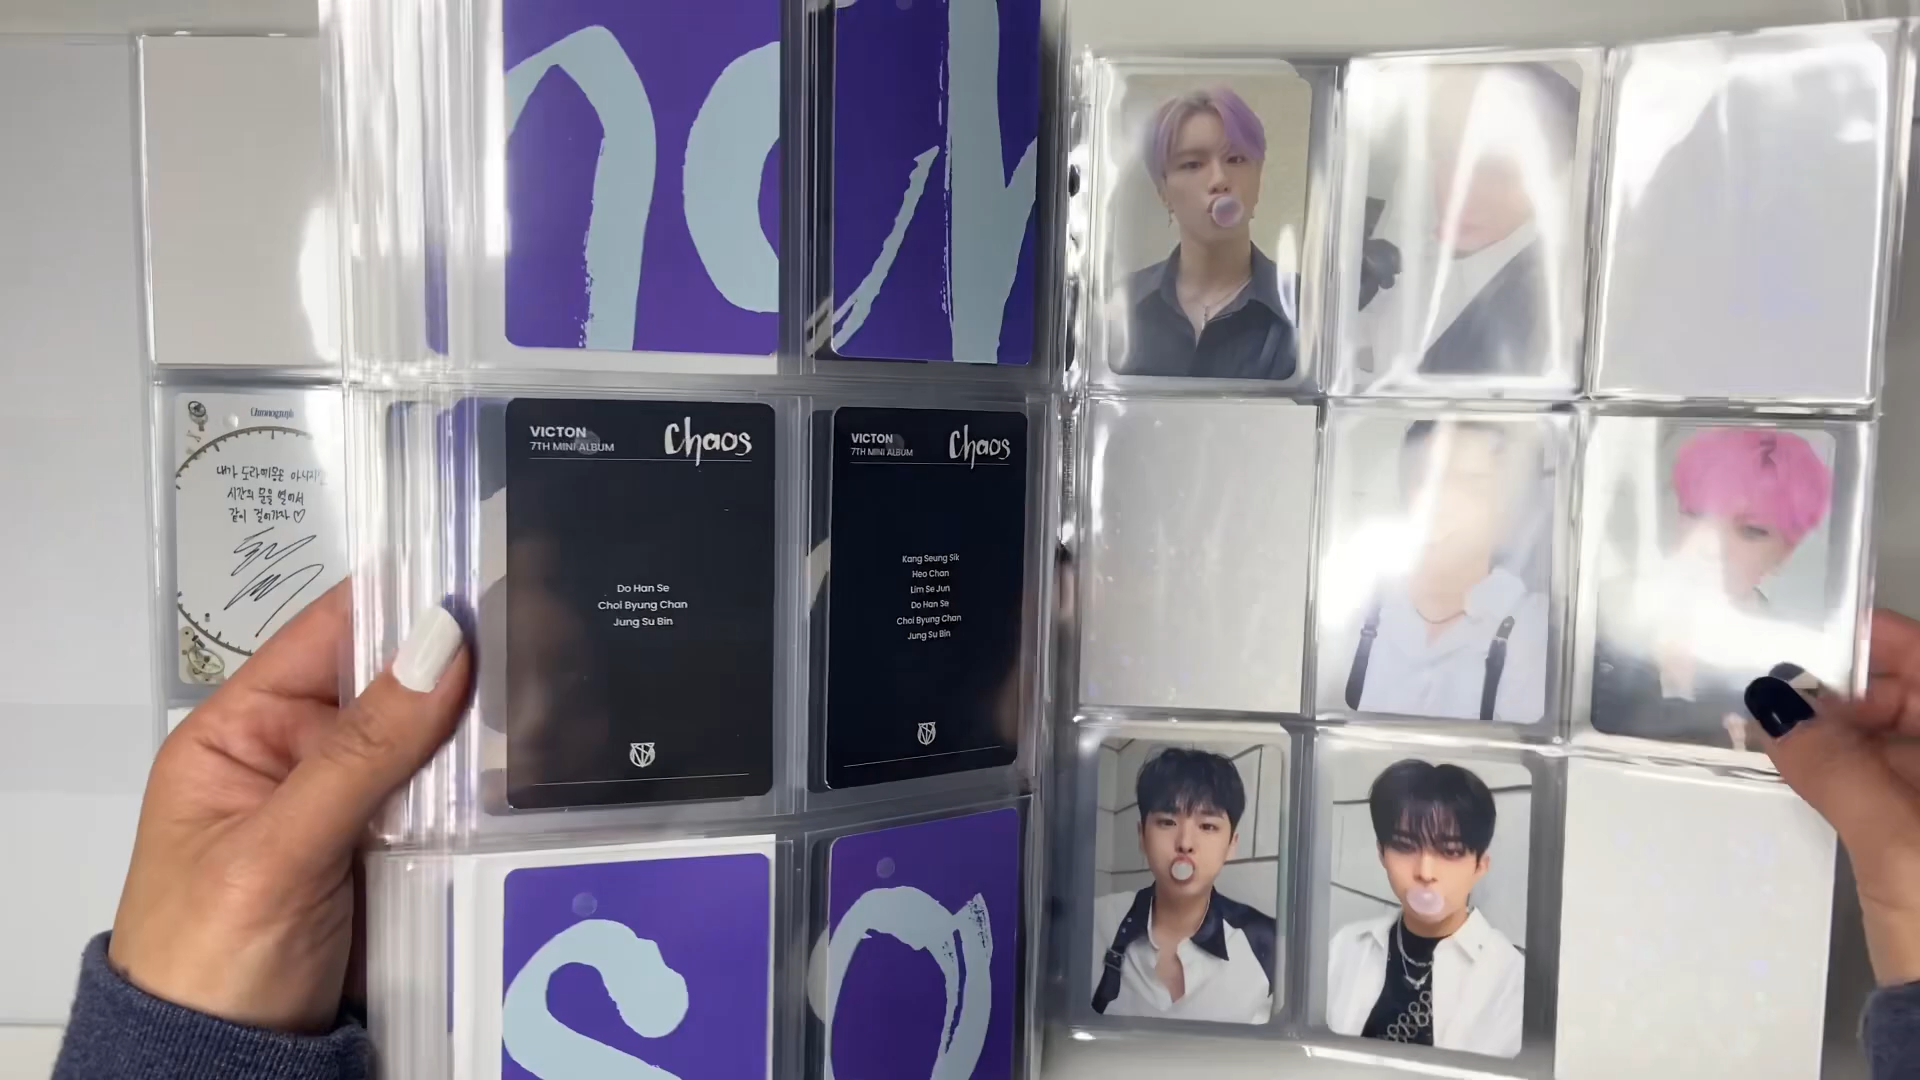 Chronograph
내가 도라에몽은 아니지만
시간의 문을 열어서
같이 걸어가자♡
VICTON
7TH MINI ALBUM
Chaos
Do Han Se
Choi Byung Chan
Jung Su Bin
VICTON
7TH MINI ALBUM
Chaos
Kang Seung Sik
Heo Chan
Lim Se Jun
Do Han Se
Choi Byung Chan
Jung Su Bin